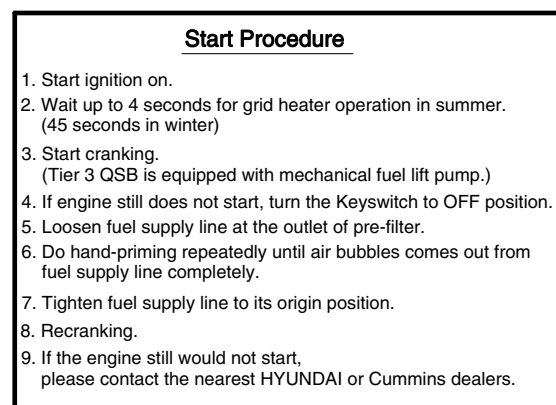 Start Procedure
1. Start ignition on.
2. Wait up to 4 seconds for grid heater operation in summer.
(45 seconds in winter)
3. Start cranking.
(Tier 3 QSB is equipped with mechanical fuel lift pump.)
4. If engine still does not start, turn the Keyswitch to OFF position.
5. Loosen fuel supply line at the outlet of pre-filter.
6. Do hand-priming repeatedly until air bubbles comes out from
fuel supply line completely.
7. Tighten fuel supply line to its origin position.
8. Recranking.
9. If the engine still would not start,
please contact the nearest HYUNDAI or Cummins dealers.